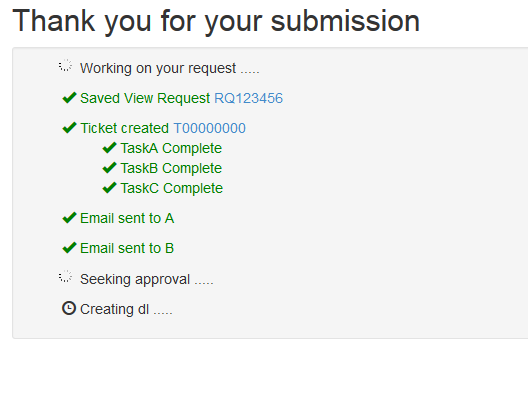 Thank you for your submission
Working on your request .....
Saved View Request RQ123456
Ticket created T00000000
TaskA Complete
TaskB Complete
TaskC Complete
Email sent to A
Email sent to B
Seeking approval .....
Creating dl .....